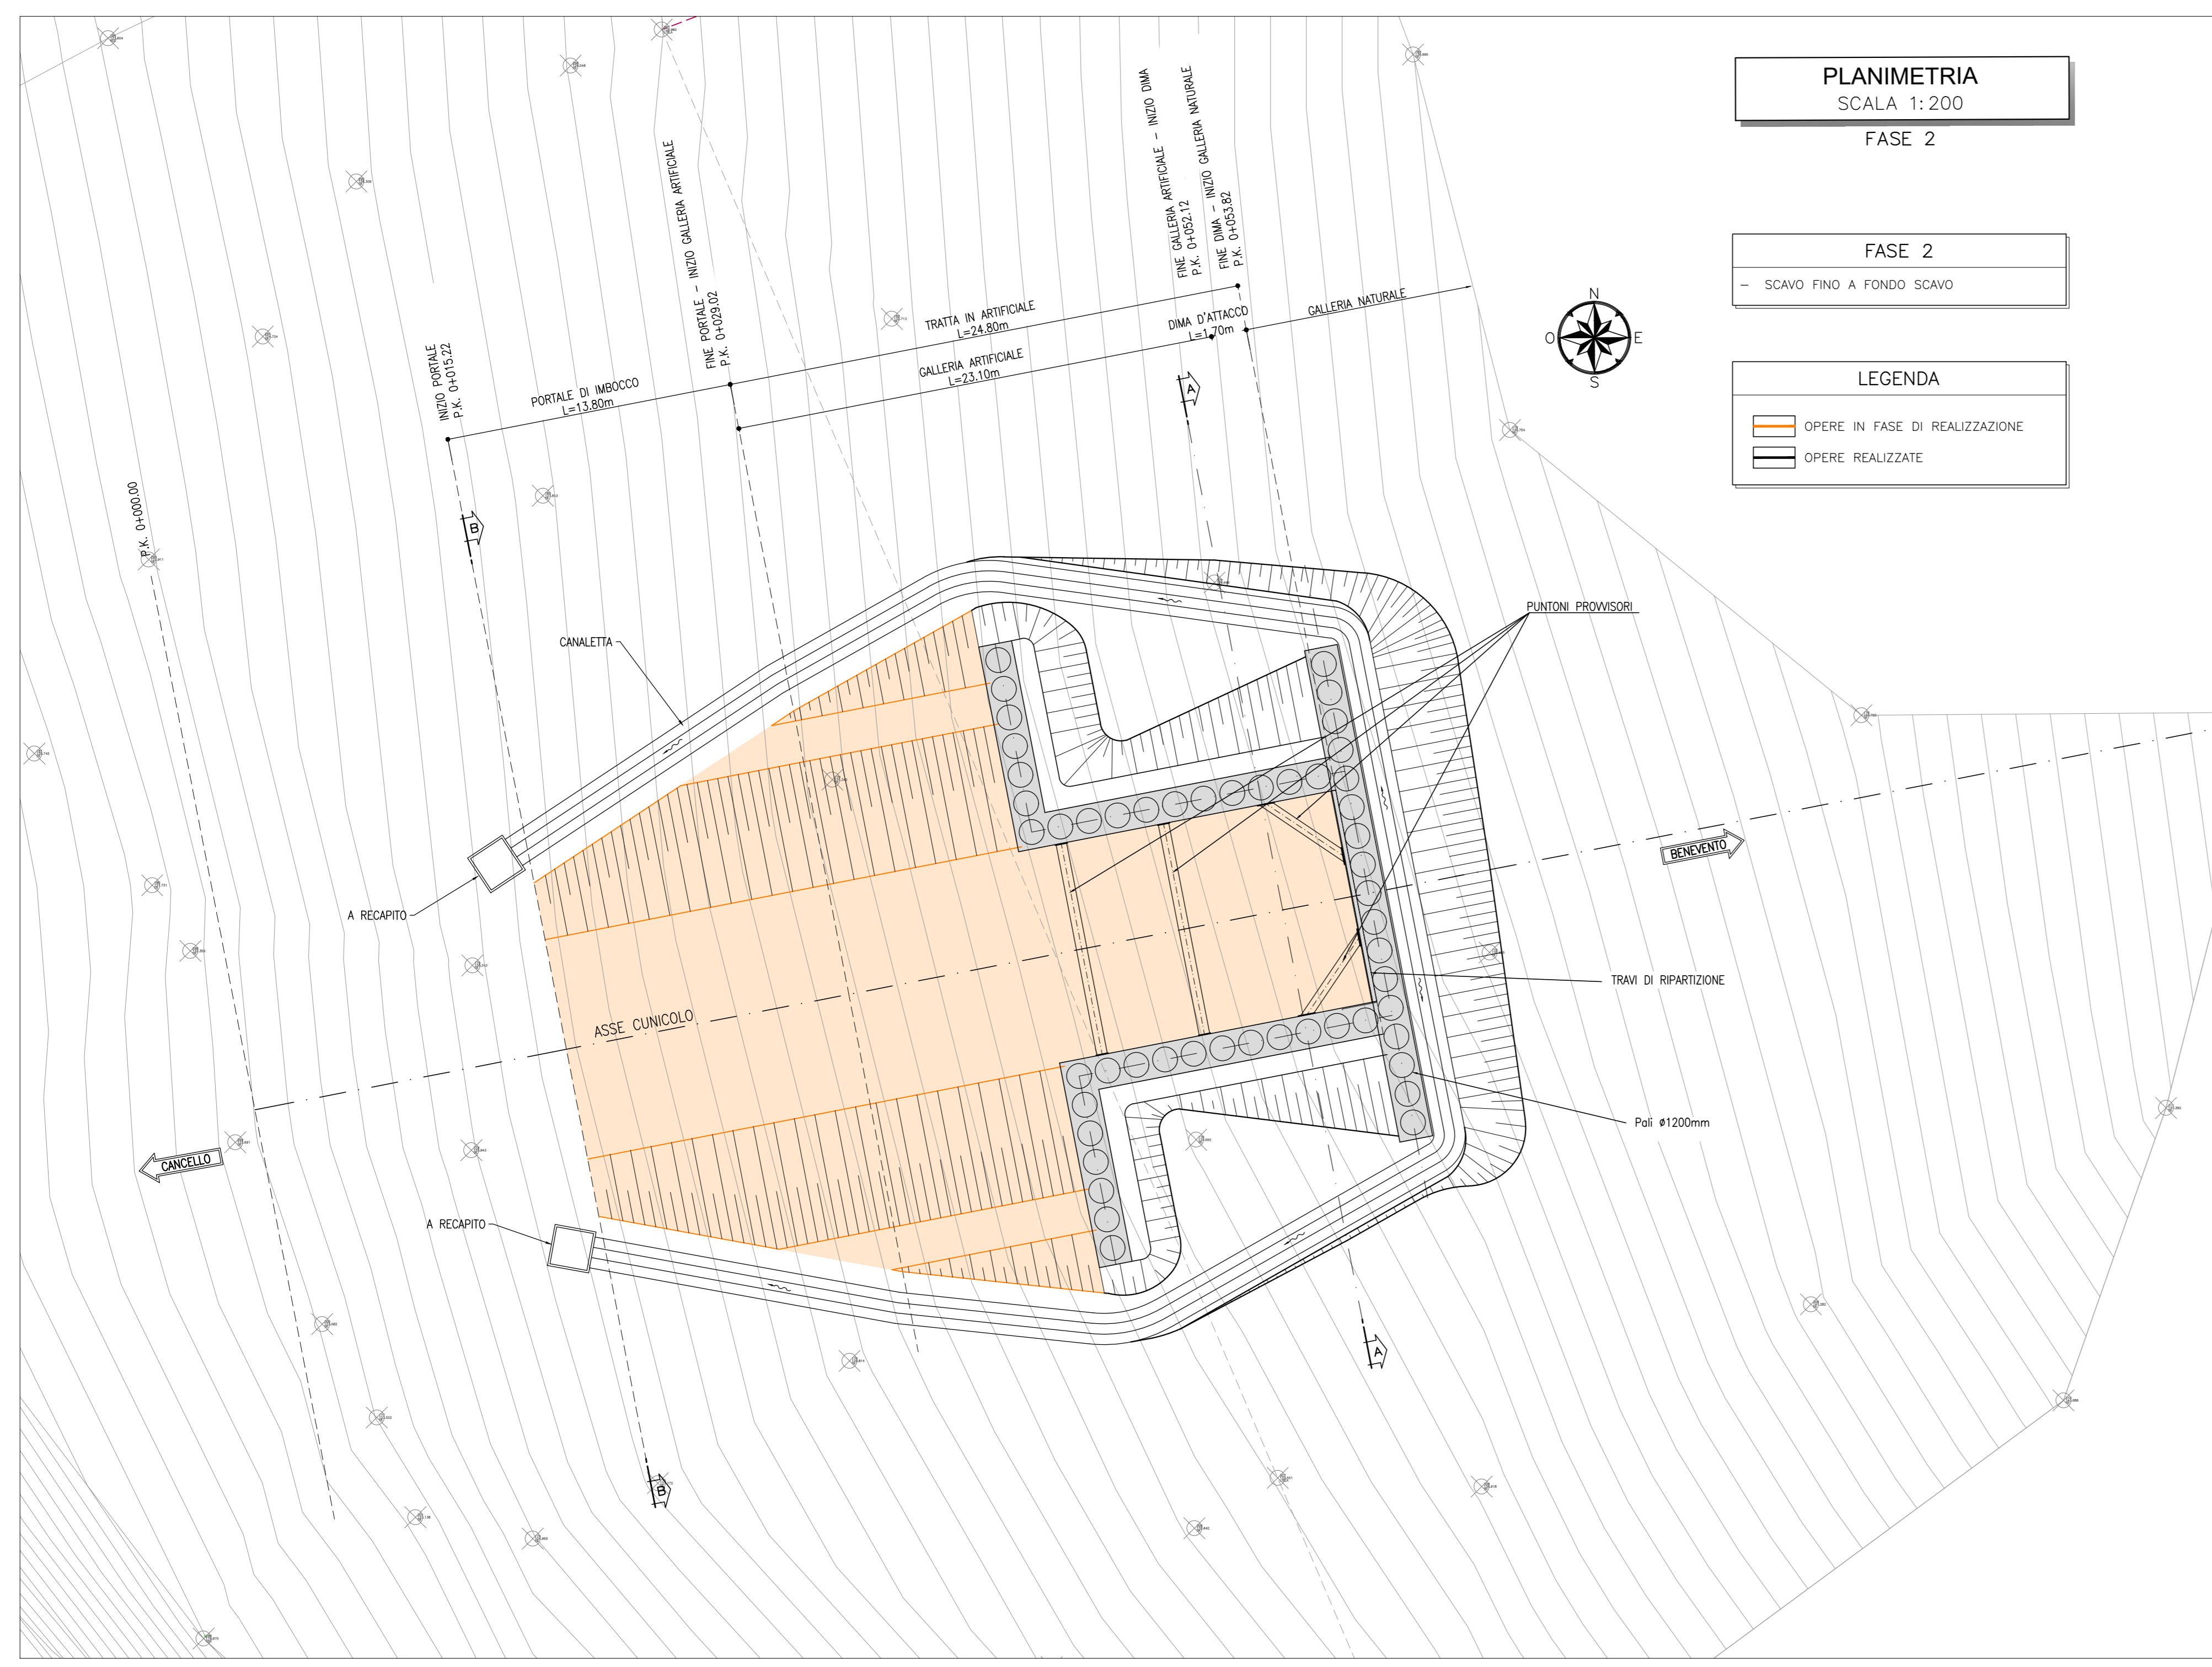 PLANIMETRIA
SCALA 1:200
FASE 2
FASE 2
– SCAVO FINO A FONDO SCAVO
LEGENDA
OPERE IN FASE DI REALIZZAZIONE
OPERE REALIZZATE
N
O
E
S
P.K. 0+000.00
INIZIO PORTALE
P.K. 0+015.22
FINE PORTALE - INIZIO GALLERIA ARTIFICIALE
P.K. 0+029.02
FINE GALLERIA ARTIFICIALE - INIZIO DIMA
P.K. 0+052.12
FINE DIMA - INIZIO GALLERIA NATURALE
P.K. 0+053.82
PORTALE DI IMBOCCO
L=13.80m
TRATTA IN ARTIFICIALE
L=24.80m
GALLERIA ARTIFICIALE
L=23.10m
DIMA D'ATTACCO
L=1.70m
GALLERIA NATURALE
A
B
CANALETTA
PUNTONI PROVVISORI
A RECAPITO
BENEVENTO
TRAVI DI RIPARTIZIONE
ASSE CUNICOLO
Pali ø1200mm
CANCELLO
A RECAPITO
A
B